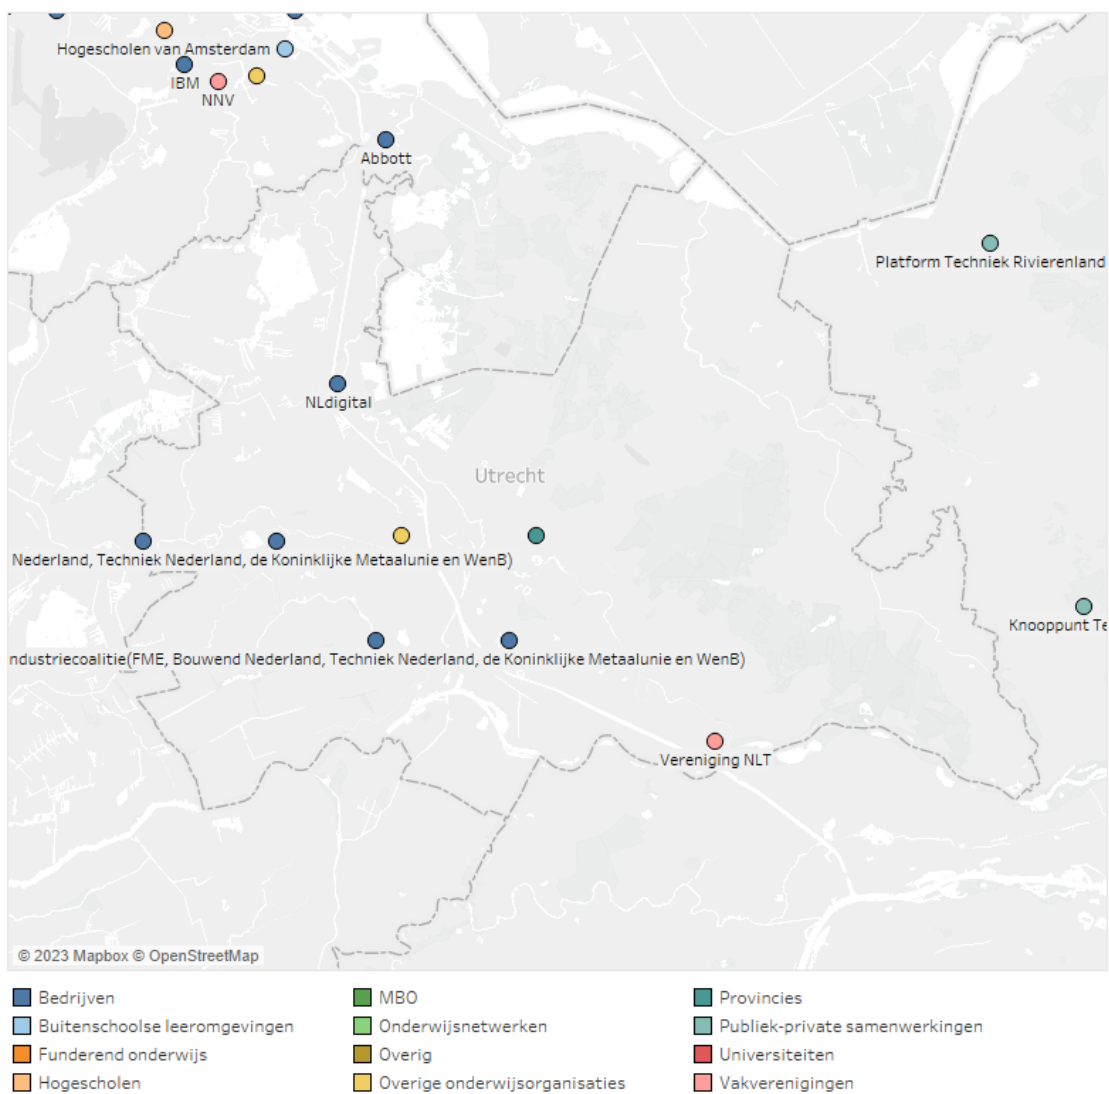 Hogescholen van Amsterdam
IBM
NNV
Abbott
Platform Techniek Rivierenland
NLdigital
Utrecht
Nederland, Techniek Nederland, de Koninklijke Metaalunie en WenB)
Knooppunt Te
ndustriecoalitie(FME, Bouwend Nederland, Techniek Nederland, de Koninklijke Metaalunie en WenB)
Vereniging NLT
© 2023 Mapbox © OpenStreetMap
Bedrijven
Buitenschoolse leeromgevingen
Funderend onderwijs
Hogescholen
MBO
Onderwijsnetwerken
Overig
Overige onderwijsorganisaties
Provincies
Publiek-private samenwerkingen
Universiteiten
Vakverenigingen